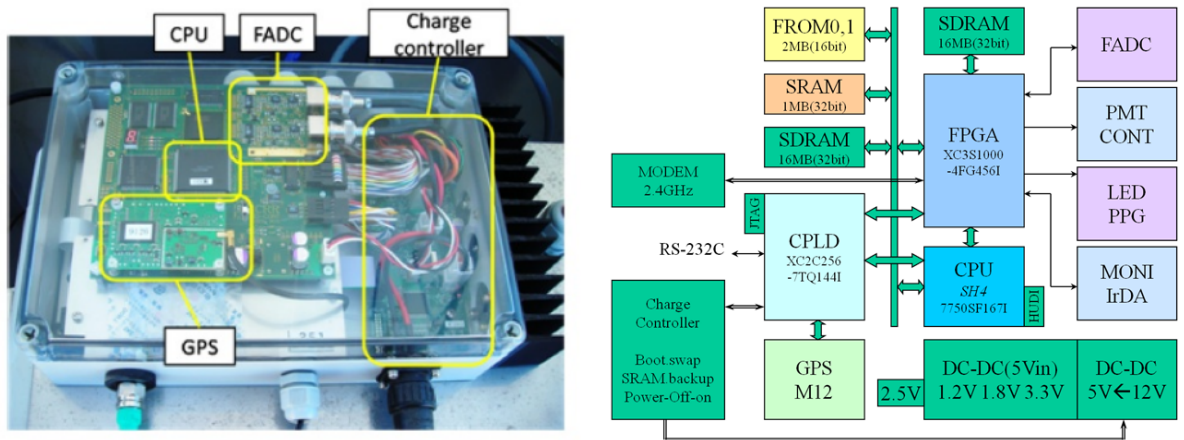 CPU
FADC
Charge
controller
GPS
FROM0,1
2MB(16bit)
SRAM
1MB(32bit)
SDRAM
16MB(32bit)
SDRAM
16MB(32bit)
FPGA
XC3S1000
-4FG456I
FADC
PMT
CONT
LED
PPG
MONI
IrDA
MODEM
2.4GHz
JTAG
RS-232C
CPLD
XC2C256
-7TQ144I
CPU
SH4
7750SF167I
HUDI
Charge
Controller
Boot.swap
SRAM.backup
Power-Off-on
GPS
M12
2.5V
DC-DC(5Vin)
1.2V 1.8V 3.3V
DC-DC
5V←12V